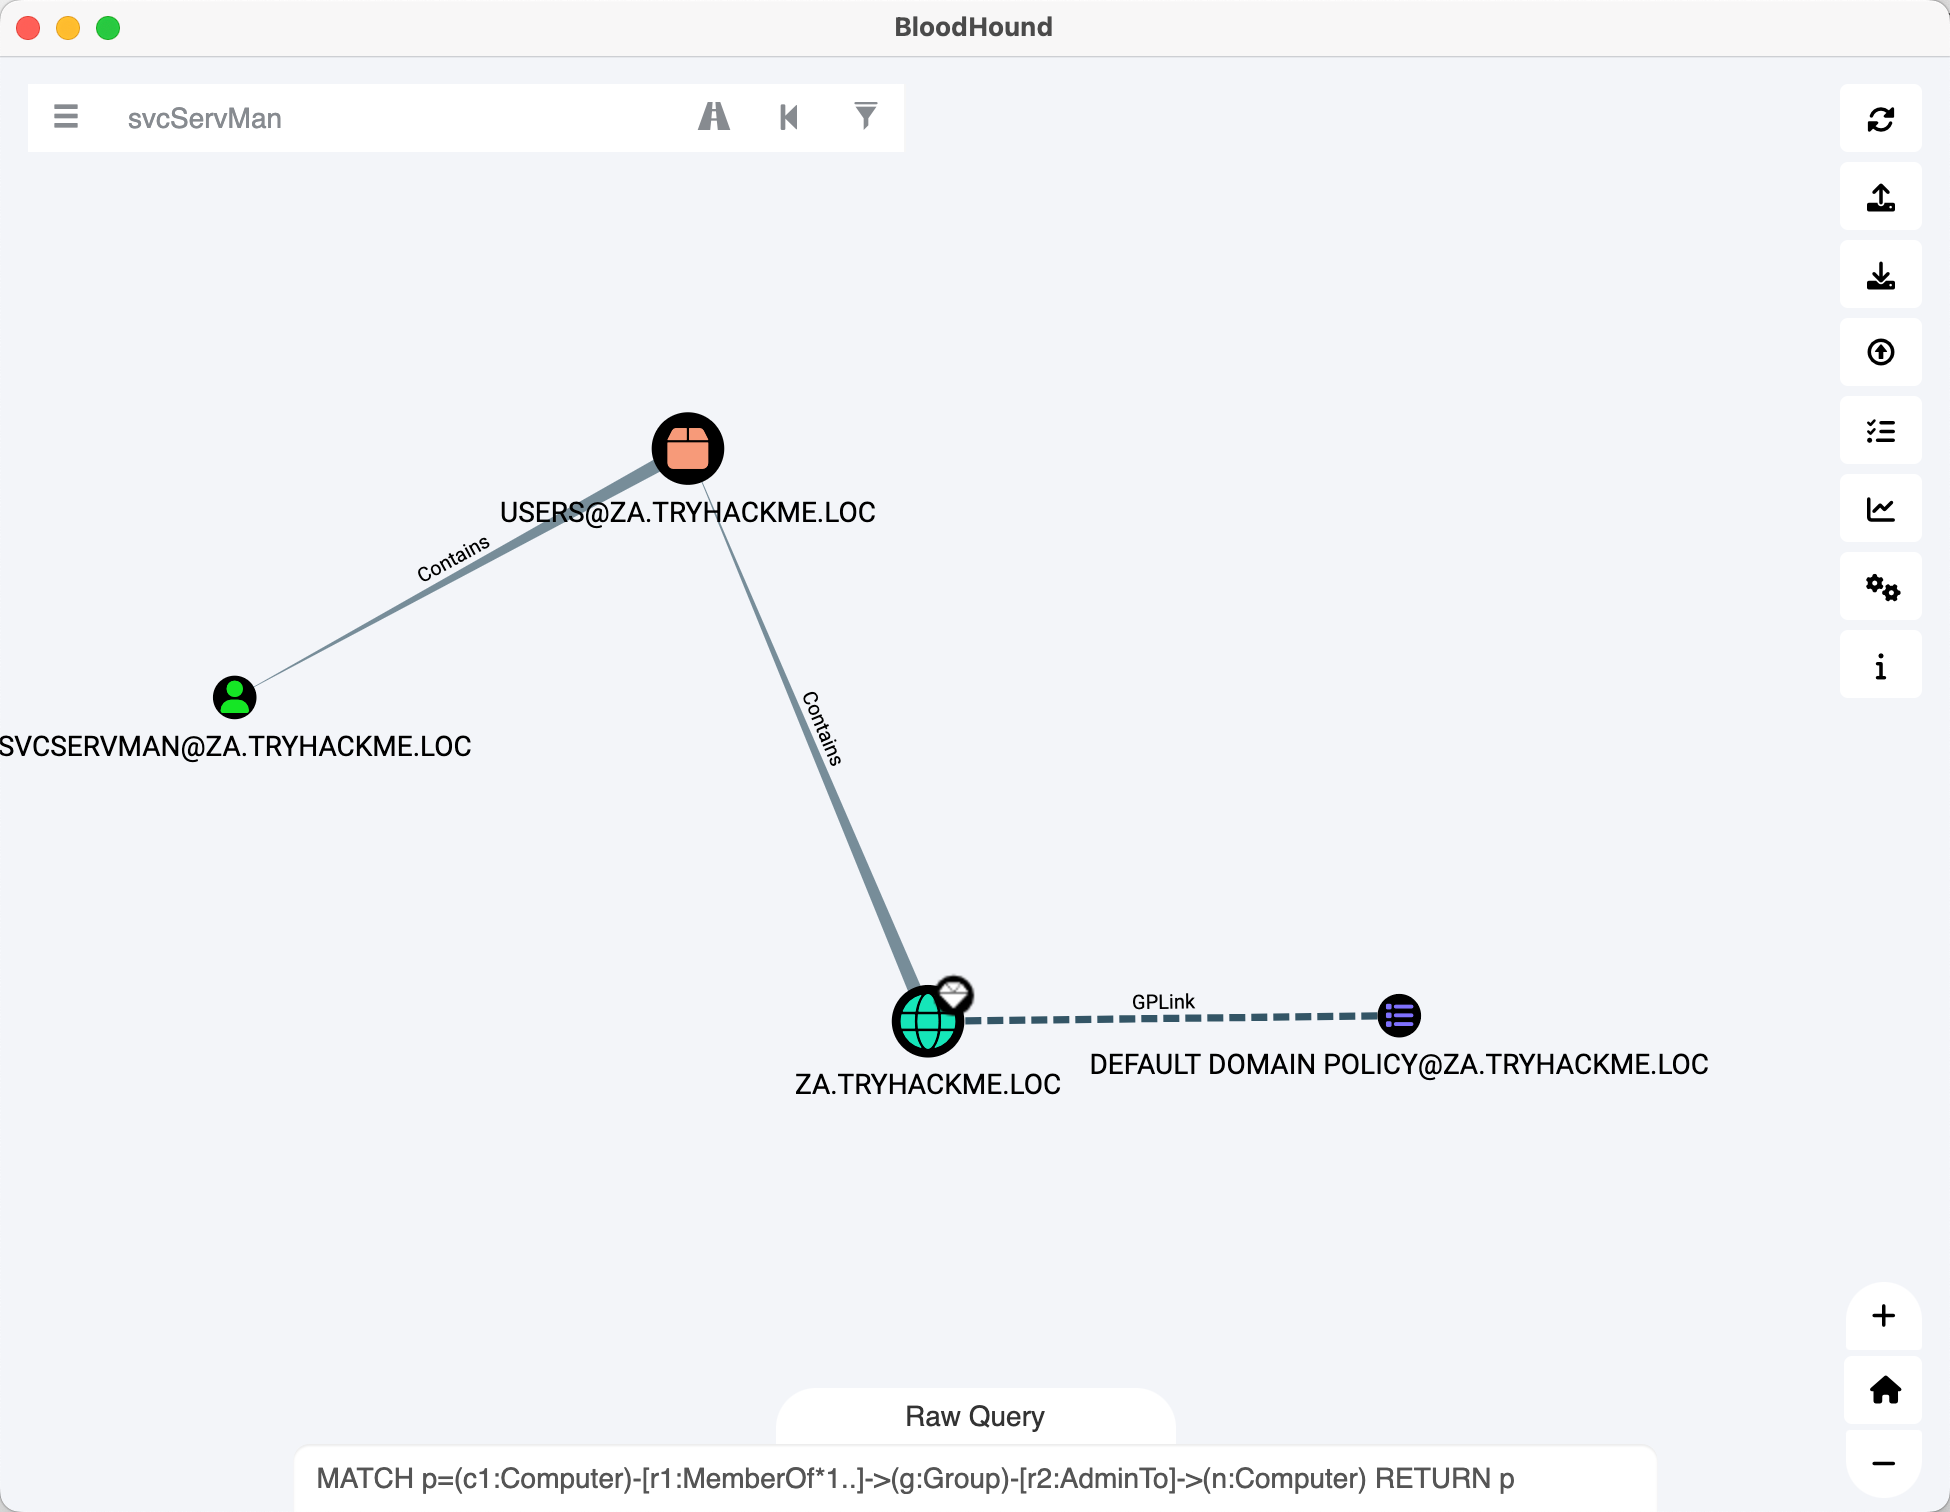 BloodHound
svcServMan
USERS@ZA.TRYHACKME.LOC
Contains
SVCSERVMAN@ZA.TRYHACKME.LOC
Contains
GPLink
DEFAULT DOMAIN POLICY@ZA.TRYHACKME.LOC
ZA.TRYHACKME.LOC
Raw Query
MATCH p=(c1:Computer)-[r1:MemberOf*1..]->(g:Group)-[r2:AdminTo]->(n:Computer) RETURN p